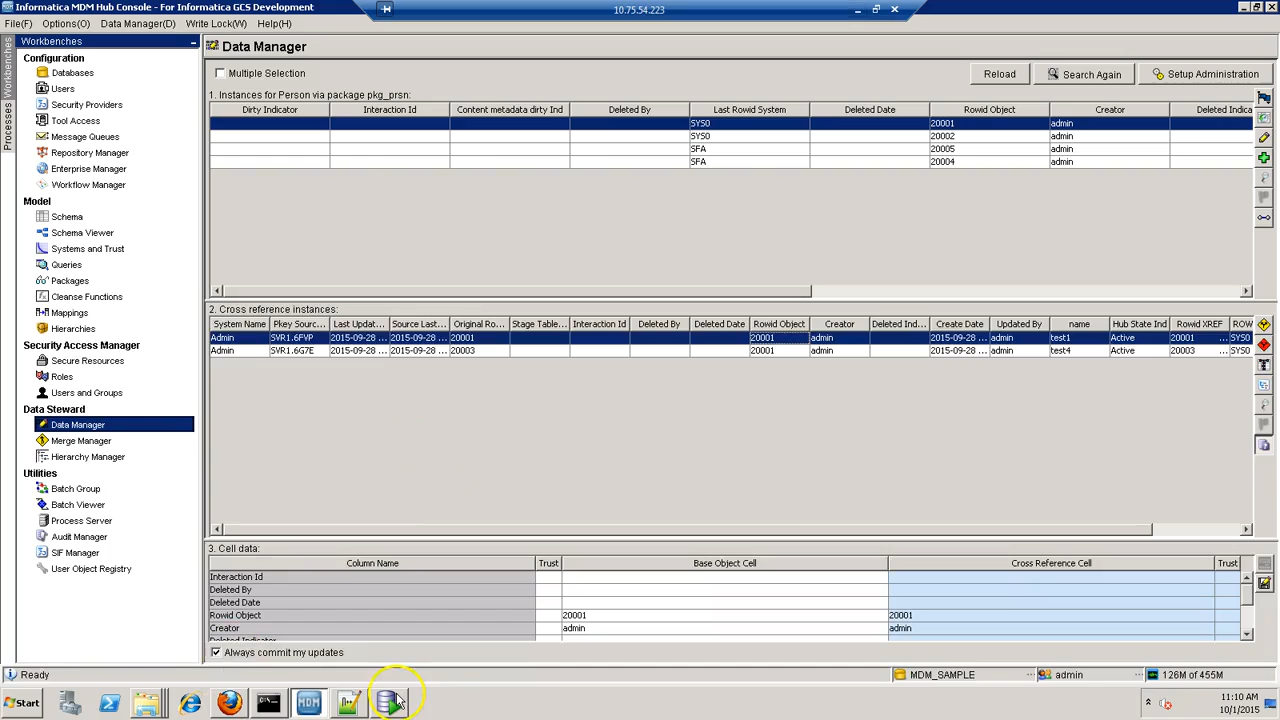 Informatica MDM Hub Console - For Informatica GCS Development
10.75.54.223
File(F) Options(O) Data Manager(D) Write Lock(W) Help(H)
Workbenches
Processes
Workbenches
Configuration
Databases
Users
Security Providers
Tool Access
Message Queues
Repository Manager
Enterprise Manager
Workflow Manager
Model
Schema
Schema Viewer
Systems and Trust
Queries
Packages
Cleanse Functions
Mappings
Hierarchies
Security Access Manager
Secure Resources
Roles
Users and Groups
Data Steward
Data Manager
Merge Manager
Hierarchy Manager
Utilities
Batch Group
Batch Viewer
Process Server
Audit Manager
SIF Manager
User Object Registry
Data Manager
Multiple Selection Reload Search Again Setup Administration
1. Instances for Person via package pkg_prsn:
Dirty Indicator Interaction Id Content metadata dirty Ind Deleted By Last Rowid System Deleted Date Rowid Object Creator Deleted Indica
SYS0 20001 admin
SYS0 20002 admin
SFA 20005 admin
SFA 20004 admin
2. Cross reference instances:
System Name Pkey Sourc... Last Updat... Source Last... Original Ro... Stage Table... Interaction Id Deleted By Deleted Date Rowid Object Creator Deleted Ind... Create Date Updated By name Hub State Ind Rowid XREF ROW
Admin SVR1.6FVP 2015-09-28 ... 2015-09-28 ... 20001 20001 admin 2015-09-28 ... admin test1 Active 20001 ... SYS0
Admin SVR1.6G7E 2015-09-28 ... 2015-09-28 ... 20003 20001 admin 2015-09-28 ... admin test4 Active 20003 ... SYS0
3. Cell data:
Column Name Trust Base Object Cell Cross Reference Cell Trust
Interaction Id
Deleted By
Deleted Date
Rowid Object 20001 20001
Creator admin admin
Deleted Indicator
Always commit my updates
Ready MDM_SAMPLE ... admin ... 126M of 455M
Start MDM 11:10 AM
10/1/2015